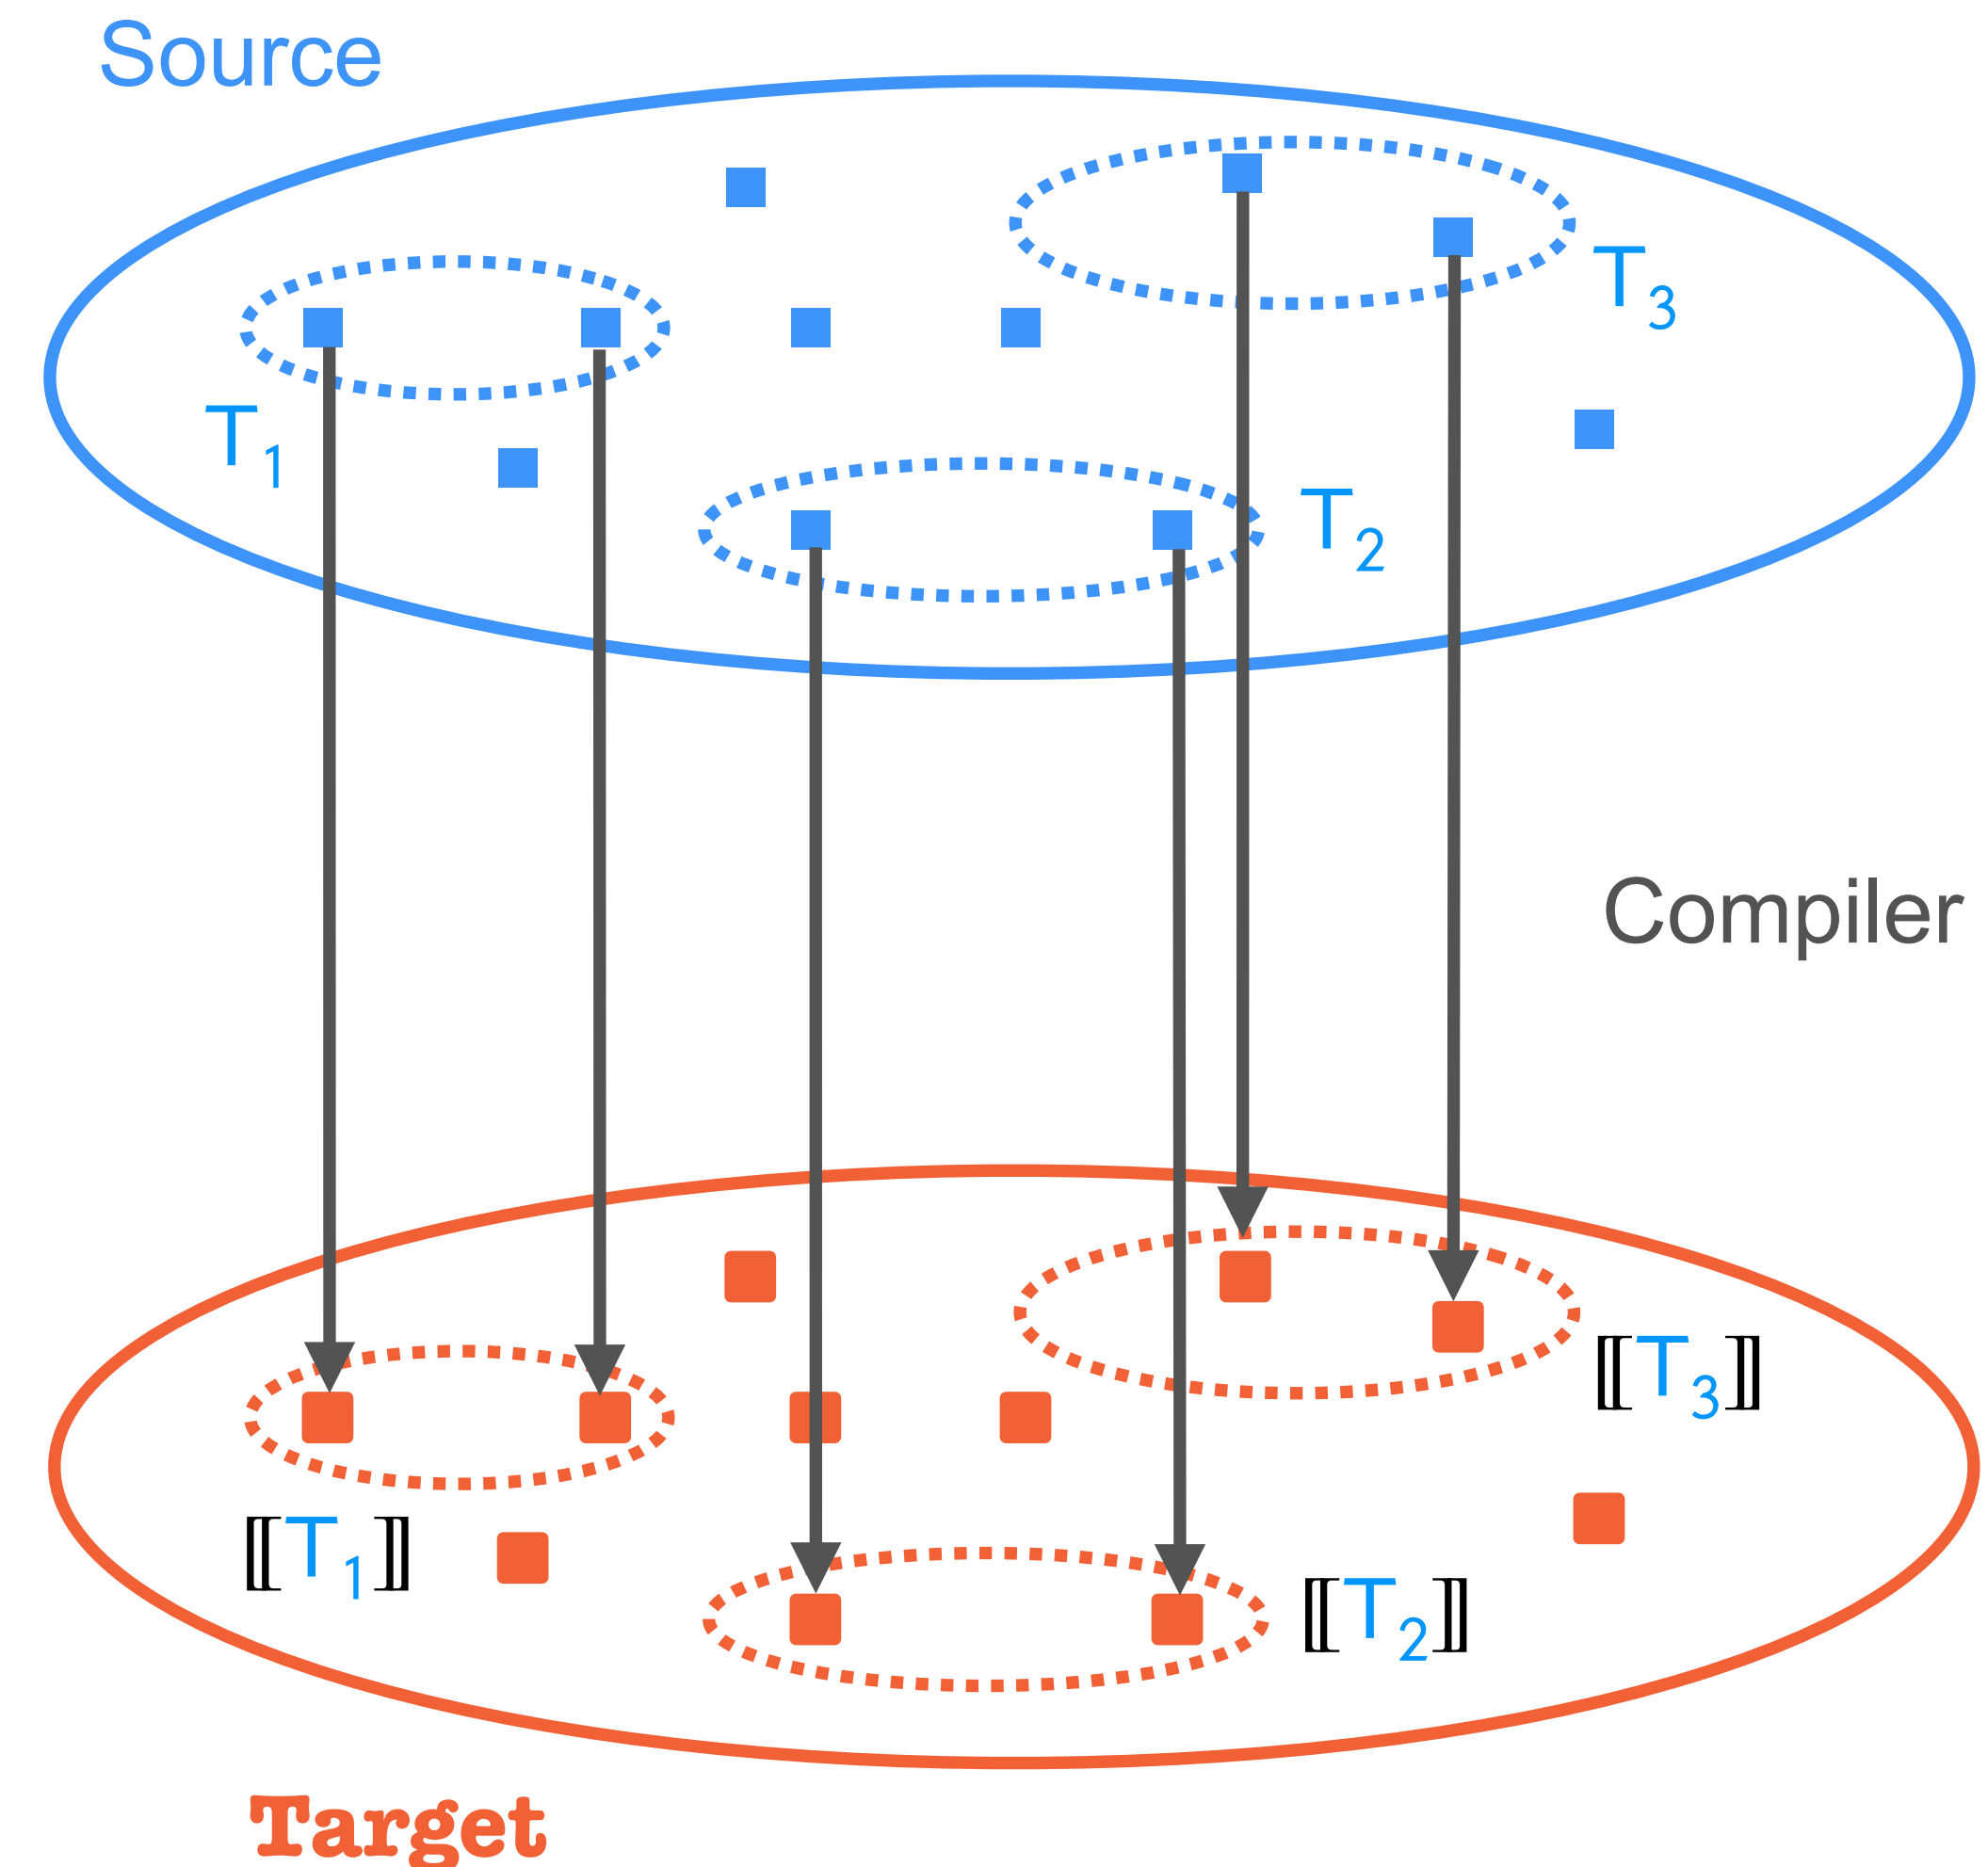 Source
T₃
T₁
T₂
Compiler
⟦T₃⟧
⟦T₁⟧
⟦T₂⟧
Target